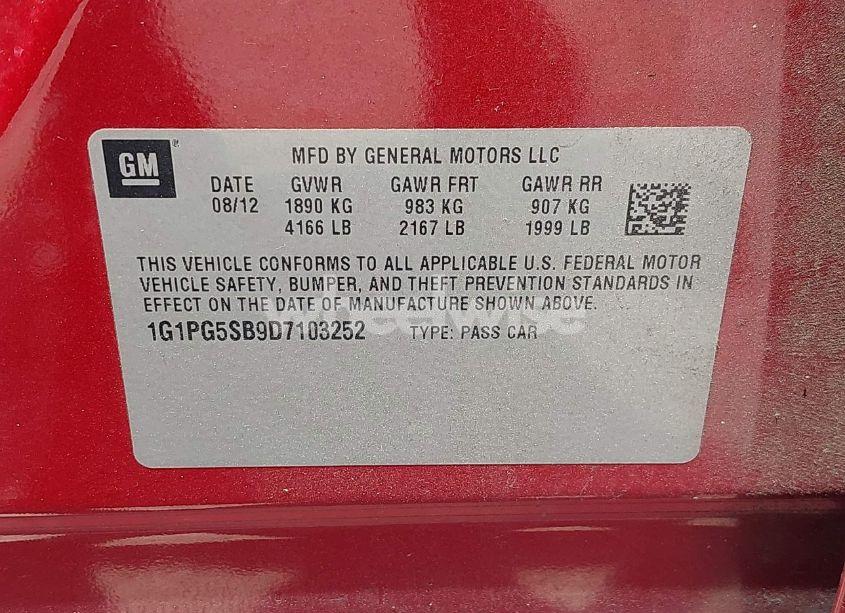 GM ®
MFD BY GENERAL MOTORS LLC
DATE GVWR GAWR FRT GAWR RR
08/12 1890 KG 983 KG 907 KG
4166 LB 2167 LB 1999 LB
THIS VEHICLE CONFORMS TO ALL APPLICABLE U.S. FEDERAL MOTOR
VEHICLE SAFETY, BUMPER, AND THEFT PREVENTION STANDARDS IN
EFFECT ON THE DATE OF MANUFACTURE SHOWN ABOVE.
1G1PG5SB9D7103252 TYPE: PASS CAR
wheelwise